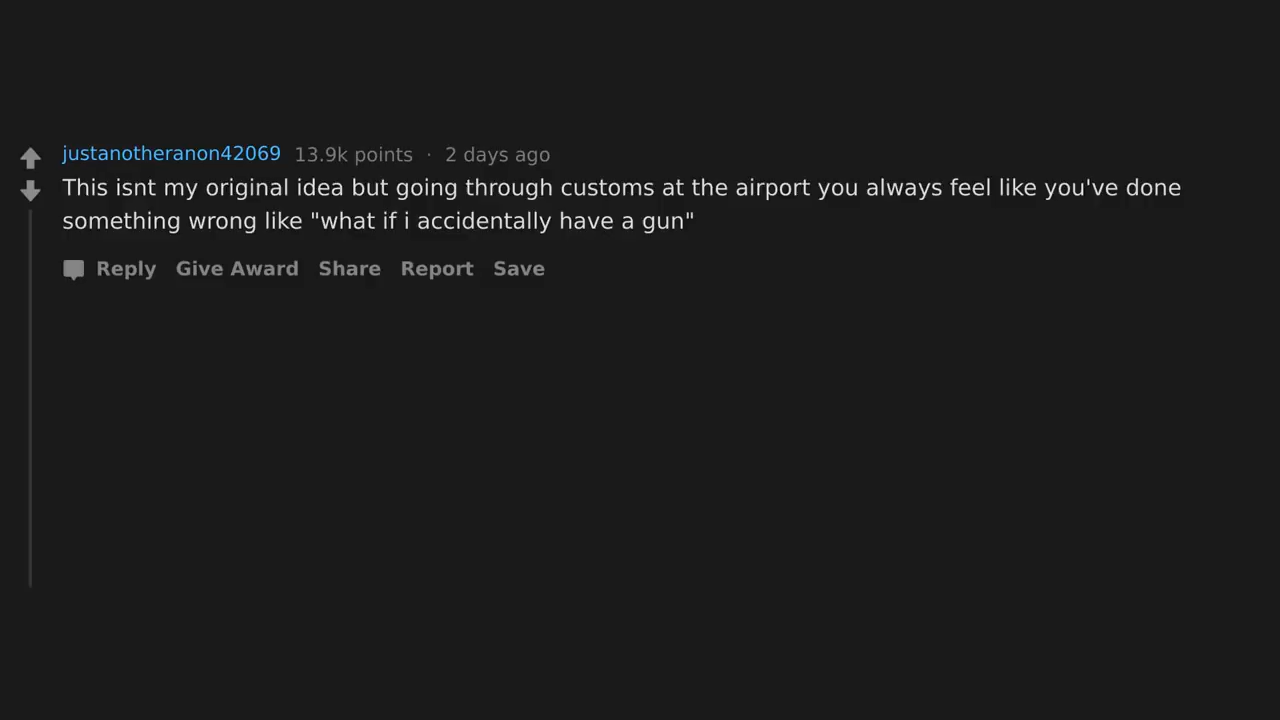 justanotheranon42069 13.9k points · 2 days ago
This isnt my original idea but going through customs at the airport you always feel like you've done
something wrong like "what if i accidentally have a gun"
Reply Give Award Share Report Save